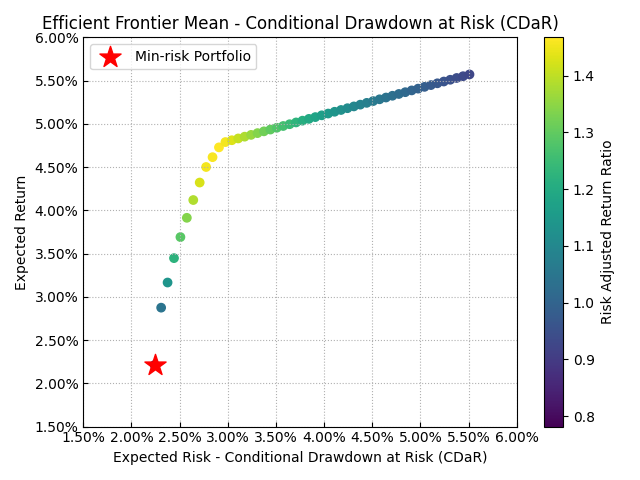 Efficient Frontier Mean - Conditional Drawdown at Risk (CDaR)
Min-risk Portfolio
6.00%
5.50%
5.00%
4.50%
4.00%
3.50%
3.00%
2.50%
2.00%
1.50%
Expected Return
1.50% 2.00% 2.50% 3.00% 3.50% 4.00% 4.50% 5.00% 5.50% 6.00%
Expected Risk - Conditional Drawdown at Risk (CDaR)
1.4
1.3
1.2
1.1
1.0
0.9
0.8
Risk Adjusted Return Ratio